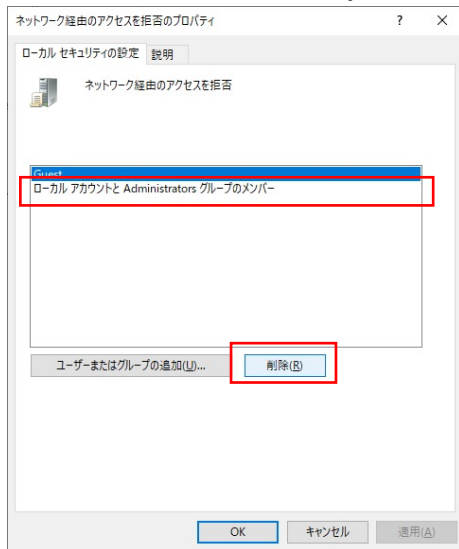 ネットワーク経由のアクセスを拒否のプロパティ ? ×
ローカル セキュリティの設定 説明
ネットワーク経由のアクセスを拒否
Guest
ローカル アカウントと Administrators グループのメンバー
ユーザーまたはグループの追加(U)... 削除(R)
OK キャンセル 適用(A)